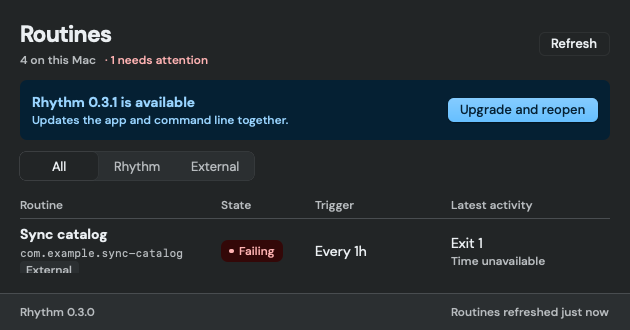 Routines
4 on this Mac · 1 needs attention
Refresh
Rhythm 0.3.1 is available
Updates the app and command line together.
Upgrade and reopen
All Rhythm External
Routine State Trigger Latest activity
Sync catalog
com.example.sync-catalog
External
Failing
Every 1h
Exit 1
Time unavailable
Rhythm 0.3.0
Routines refreshed just now